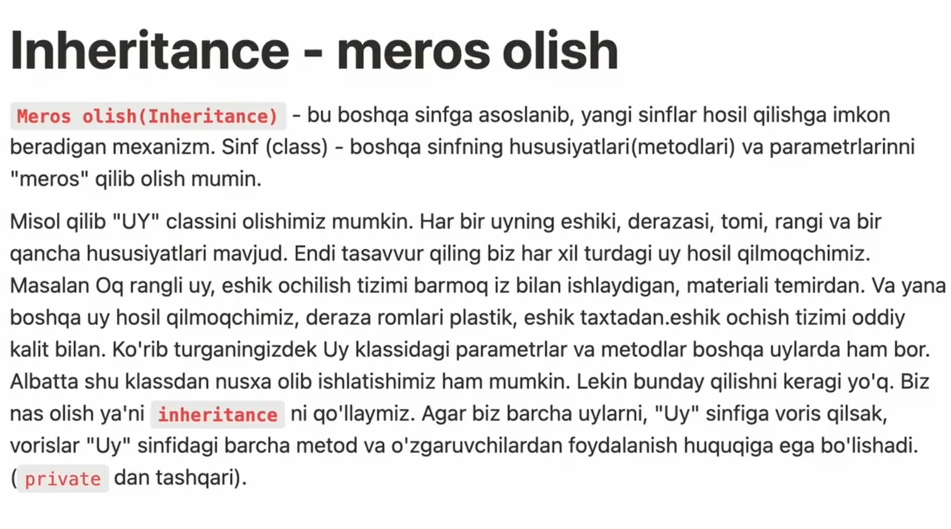 Inheritance - meros olish
Meros olish(Inheritance) - bu boshqa sinfga asoslanib, yangi sinflar hosil qilishga imkon
beradigan mexanizm. Sinf (class) - boshqa sinfning hususiyatlari(metodlari) va parametrlarinni
"meros" qilib olish mumin.
Misol qilib "UY" classini olishimiz mumkin. Har bir uyning eshiki, derazasi, tomi, rangi va bir
qancha hususiyatlari mavjud. Endi tasavvur qiling biz har xil turdagi uy hosil qilmoqchimiz.
Masalan Oq rangli uy, eshik ochilish tizimi barmoq iz bilan ishlaydigan, materiali temirdan. Va yana
boshqa uy hosil qilmoqchimiz, deraza romlari plastik, eshik taxtadan.eshik ochish tizimi oddiy
kalit bilan. Ko'rib turganingizdek Uy klassidagi parametrlar va metodlar boshqa uylarda ham bor.
Albatta shu klassdan nusxa olib ishlatishimiz ham mumkin. Lekin bunday qilishni keragi yo'q. Biz
nas olish ya'ni inheritance ni qo'llaymiz. Agar biz barcha uylarni, "Uy" sinfiga voris qilsak,
vorislar "Uy" sinfidagi barcha metod va o'zgaruvchilardan foydalanish huquqiga ega bo'lishadi.
(private dan tashqari).